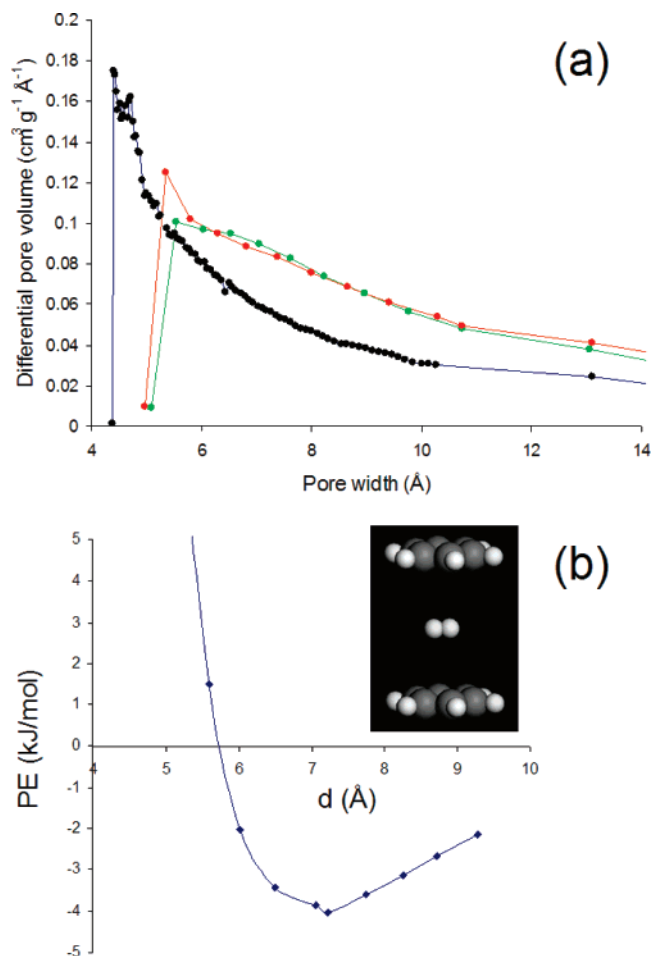 (a)
Differential pore volume (cm³ g⁻¹ Å⁻¹)
0.2
0.18
0.16
0.14
0.12
0.1
0.08
0.06
0.04
0.02
0
4 6 8 10 12 14
Pore width (Å)
(b)
PE (kJ/mol)
5
4
3
2
1
0
-1
-2
-3
-4
-5
4 5 6 7 8 9 10
d (Å)